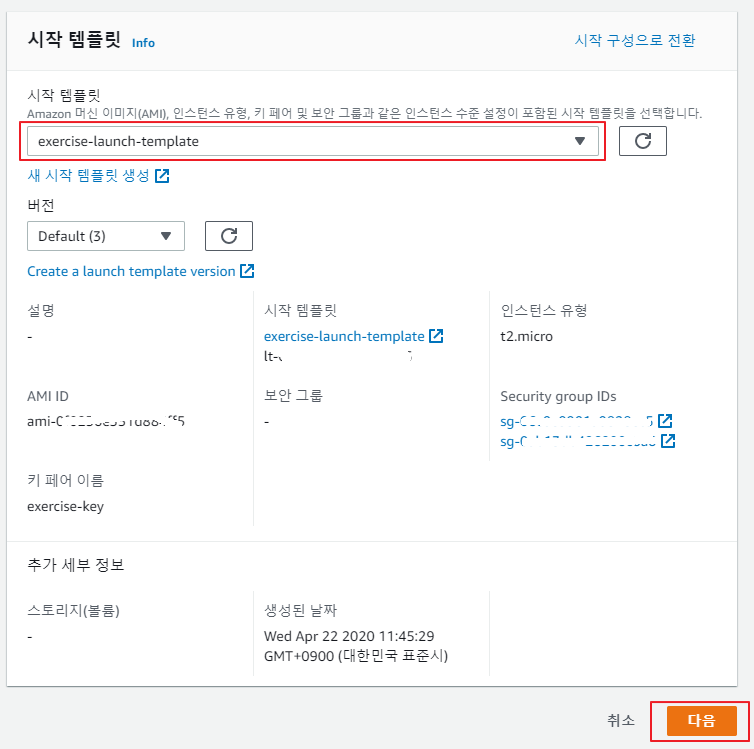 시작 템플릿 Info
시작 구성으로 전환
시작 템플릿
Amazon 머신 이미지(AMI), 인스턴스 유형, 키 페어 및 보안 그룹과 같은 인스턴스 수준 설정이 포함된 시작 템플릿을 선택합니다.
exercise-launch-template
새 시작 템플릿 생성
버전
Default (3)
Create a launch template version
설명
-
시작 템플릿
exercise-launch-template
lt-
인스턴스 유형
t2.micro
AMI ID
보안 그룹
-
Security group IDs
키 페어 이름
exercise-key
추가 세부 정보
스토리지(볼륨)
-
생성된 날짜
Wed Apr 22 2020 11:45:29
GMT+0900 (대한민국 표준시)
취소
다음